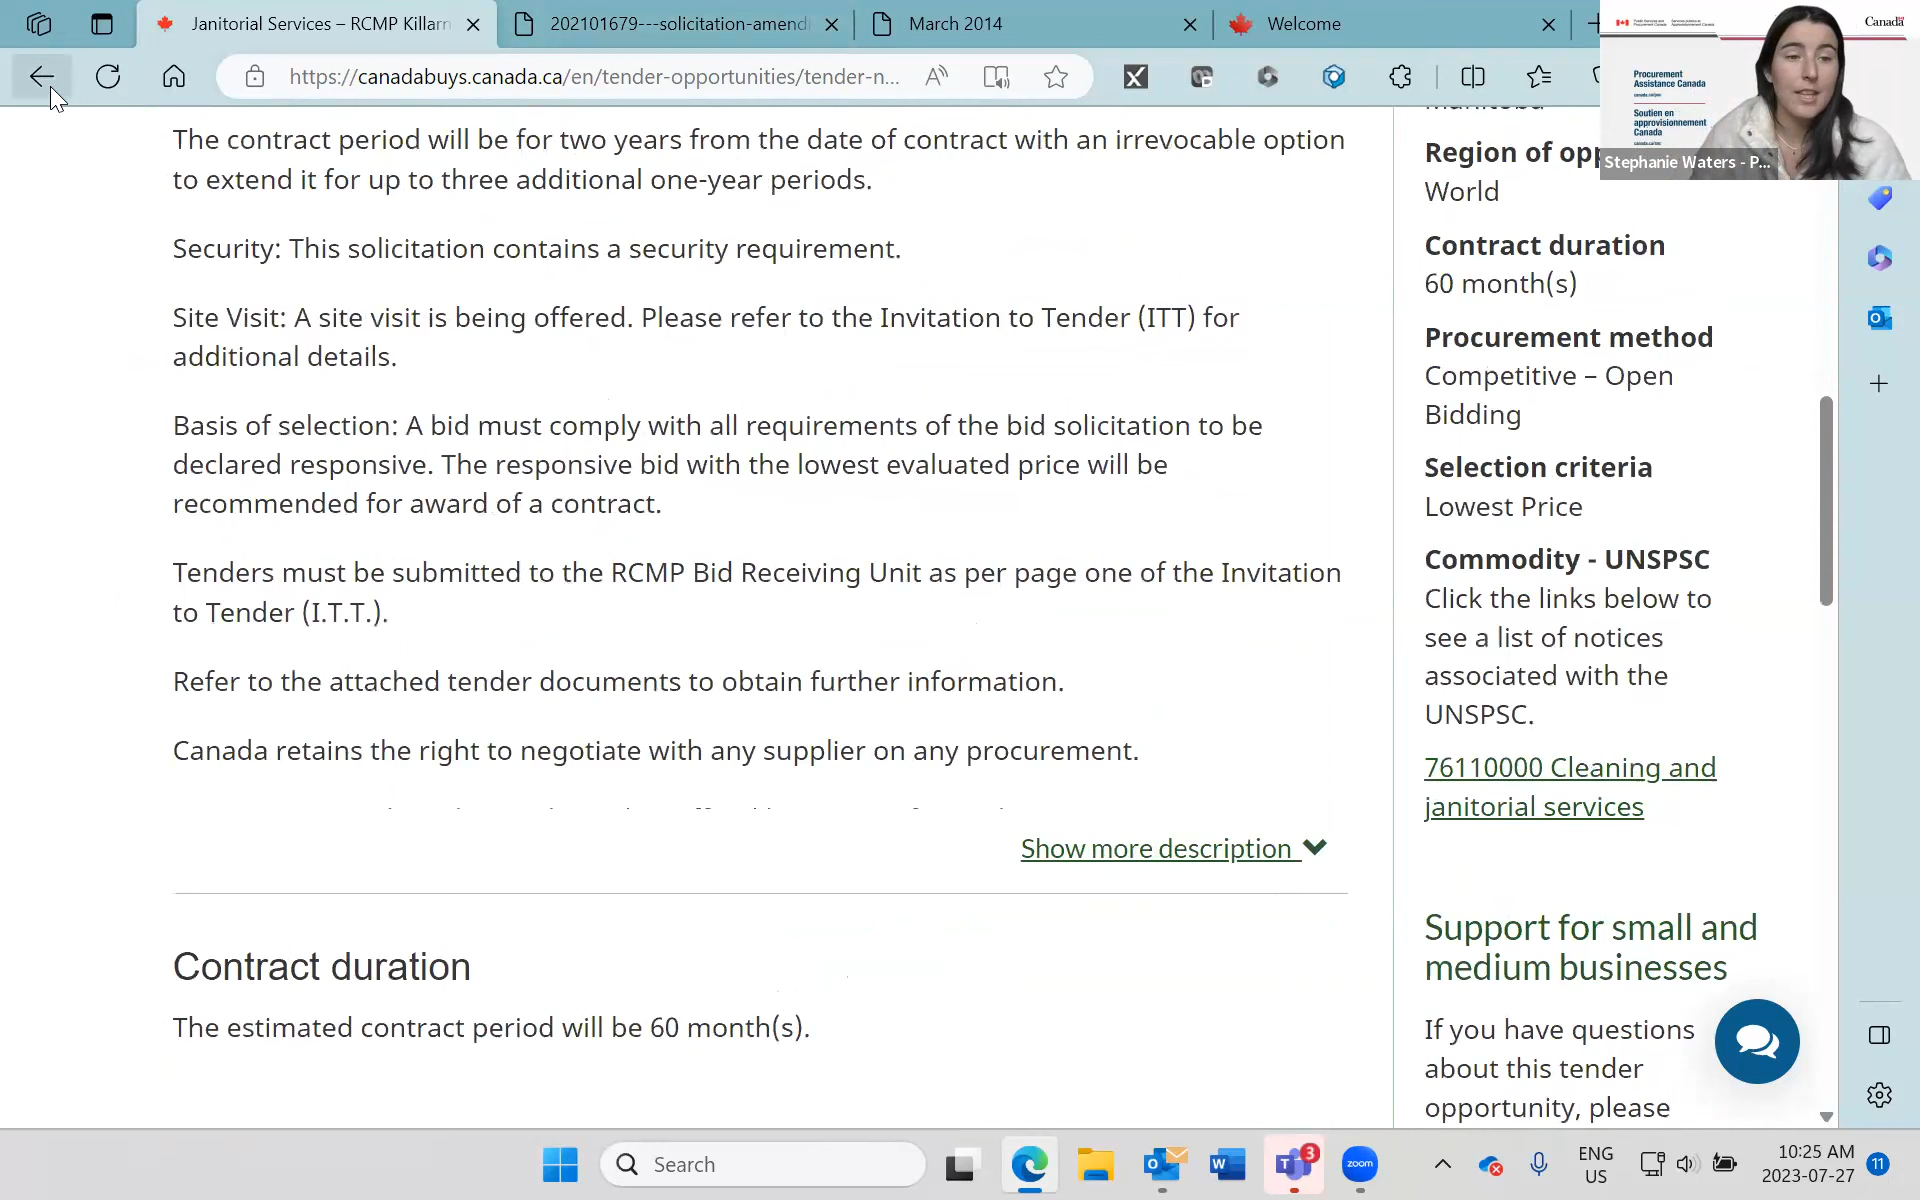 Janitorial Services – RCMP Killarn
202101679---solicitation-amend
March 2014
Welcome
https://canadabuys.canada.ca/en/tender-opportunities/tender-n...
Canada
Procurement
Assistance Canada
Soutien en
approvisionnement
Canada
Stephanie Waters - P...
The contract period will be for two years from the date of contract with an irrevocable option
to extend it for up to three additional one-year periods.
Security: This solicitation contains a security requirement.
Site Visit: A site visit is being offered. Please refer to the Invitation to Tender (ITT) for
additional details.
Basis of selection: A bid must comply with all requirements of the bid solicitation to be
declared responsive. The responsive bid with the lowest evaluated price will be
recommended for award of a contract.
Tenders must be submitted to the RCMP Bid Receiving Unit as per page one of the Invitation
to Tender (I.T.T.).
Refer to the attached tender documents to obtain further information.
Canada retains the right to negotiate with any supplier on any procurement.
Show more description
Contract duration
The estimated contract period will be 60 month(s).
Manitoba
Region of opp
World
Contract duration
60 month(s)
Procurement method
Competitive – Open
Bidding
Selection criteria
Lowest Price
Commodity - UNSPSC
Click the links below to
see a list of notices
associated with the
UNSPSC.
76110000 Cleaning and
janitorial services
Support for small and
medium businesses
If you have questions
about this tender
opportunity, please
Search
3
zoom
ENG
US
10:25 AM
2023-07-27
11